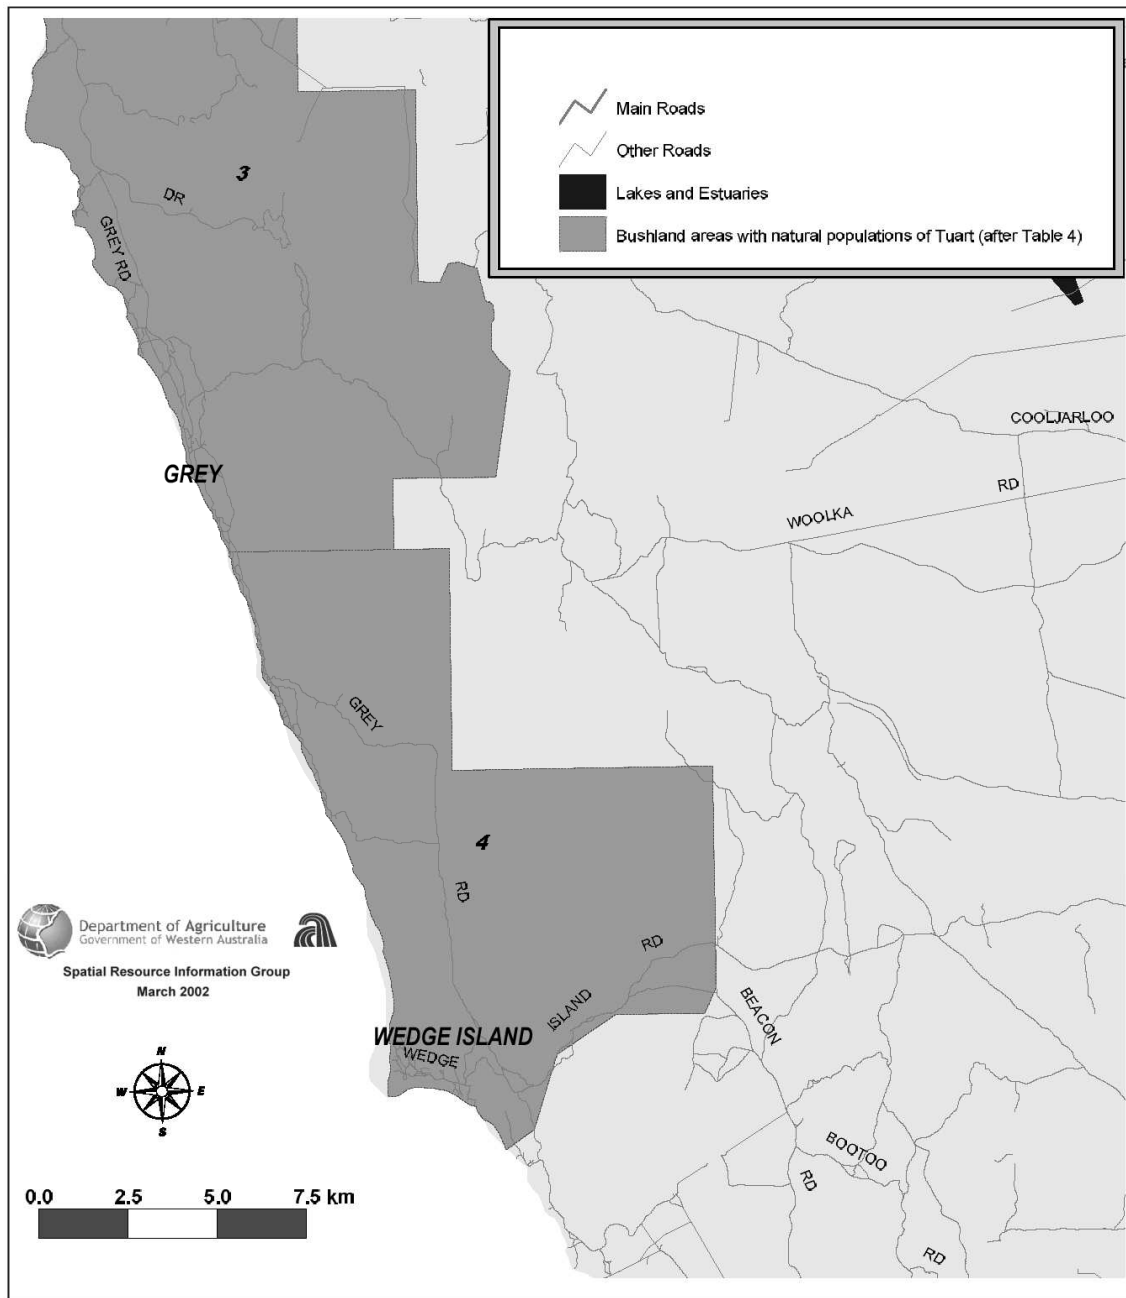 Main Roads
Other Roads
Lakes and Estuaries
Bushland areas with natural populations of Tuart (after Table 4)
3
DR
GREY RD
COOLJARLOO
GREY
RD
WOOLKA
GREY
4
RD
RD
Department of Agriculture
Government of Western Australia
Spatial Resource Information Group
March 2002
ISLAND
BEACON
WEDGE ISLAND
WEDGE
N
W
E
S
BOOTOO
RD
RD
0.0 2.5 5.0 7.5 km